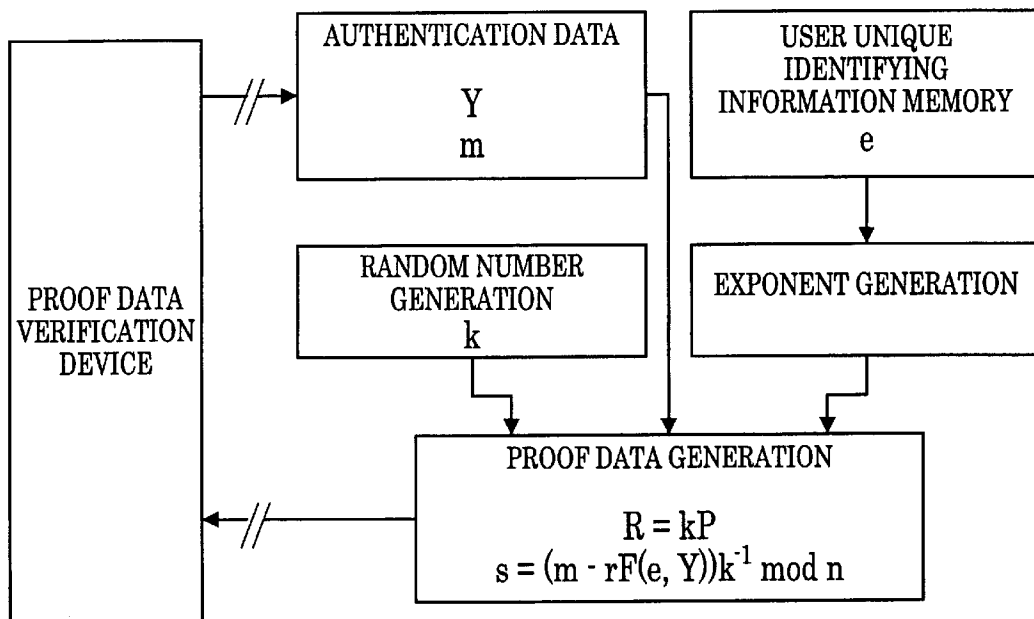 PROOF DATA
VERIFICATION
DEVICE
AUTHENTICATION DATA
Y
m
USER UNIQUE
IDENTIFYING
INFORMATION MEMORY
e
RANDOM NUMBER
GENERATION
k
EXPONENT GENERATION
PROOF DATA GENERATION
R = kP
s = (m - rF(e, Y))k⁻¹ mod n